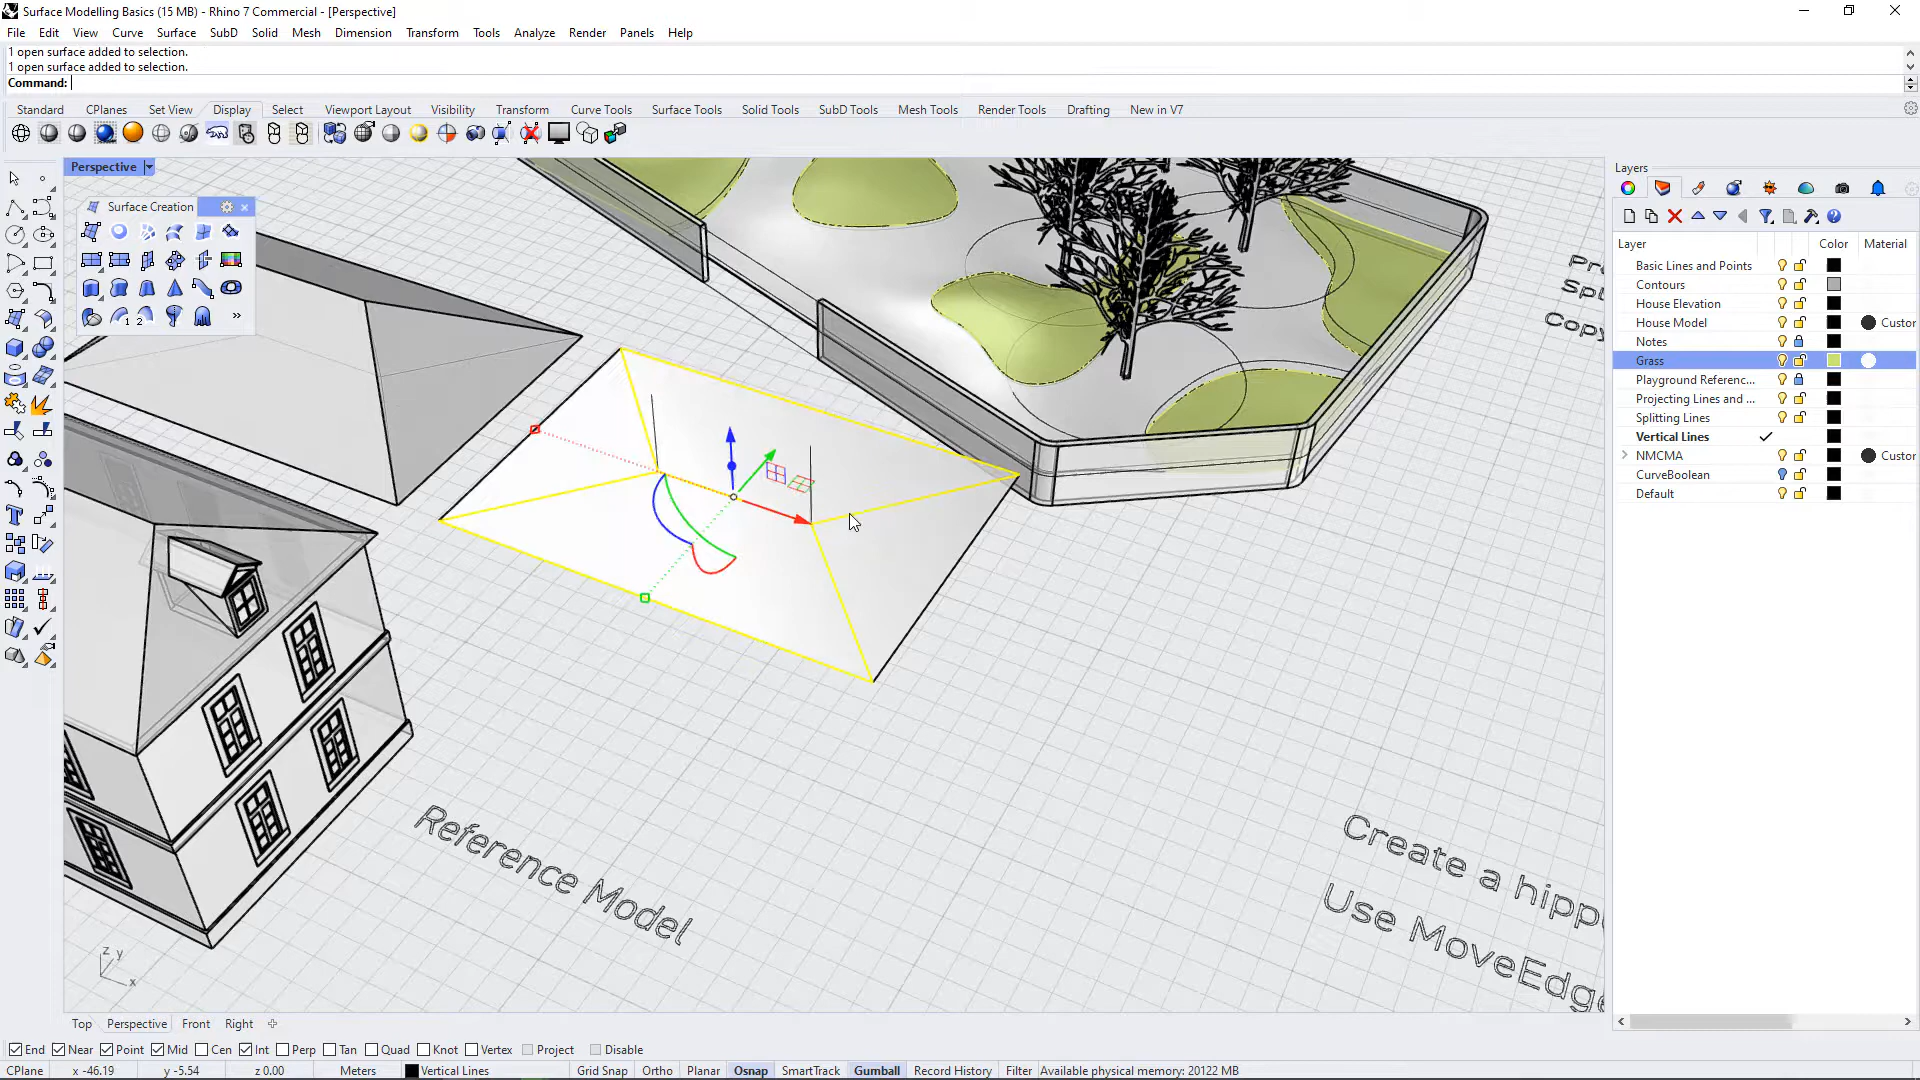 Surface Modelling Basics (15 MB) - Rhino 7 Commercial - [Perspective]
File Edit View Curve Surface SubD Solid Mesh Dimension Transform Tools Analyze Render Panels Help
1 open surface added to selection.
1 open surface added to selection.
Command:
Standard CPlanes Set View Display Select Viewport Layout Visibility Transform Curve Tools Surface Tools Solid Tools SubD Tools Mesh Tools Render Tools Drafting New in V7
Perspective
Surface Creation
1 2
Layers
Layer Color Material
Basic Lines and Points
Contours
House Elevation
House Model Custor
Notes
Grass
Playground Referenc...
Projecting Lines and ...
Splitting Lines
Vertical Lines
NMCMA Custor
CurveBoolean
Default
Pr
Spl
Copy
Reference Model
Create a hipp
Use MoveEdge
z y
x
Top Perspective Front Right
End Near Point Mid Cen Int Perp Tan Quad Knot Vertex Project Disable
CPlane x -46.19 y -5.54 z 0.00 Meters Vertical Lines Grid Snap Ortho Planar Osnap SmartTrack Gumball Record History Filter Available physical memory: 20122 MB